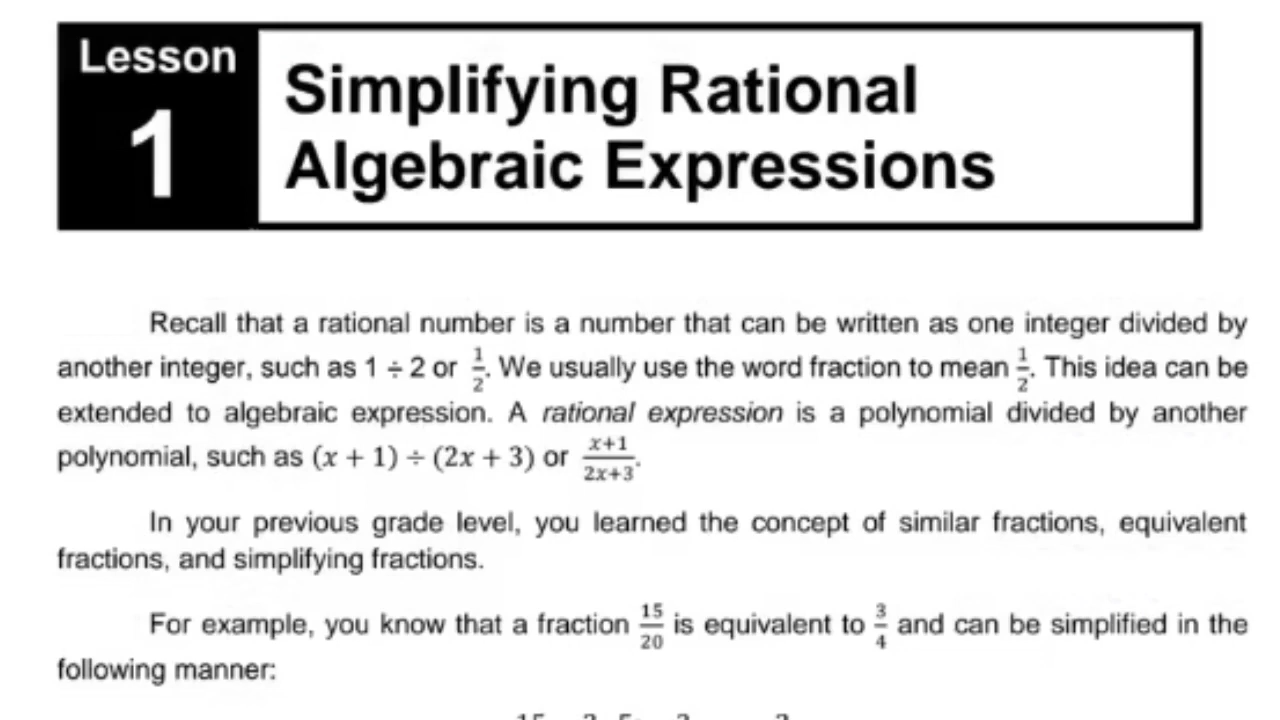 Lesson
1
Simplifying Rational
Algebraic Expressions
Recall that a rational number is a number that can be written as one integer divided by
another integer, such as 1 ÷ 2 or 1/2. We usually use the word fraction to mean 1/2. This idea can be
extended to algebraic expression. A rational expression is a polynomial divided by another
polynomial, such as (x + 1) ÷ (2x + 3) or x+1/2x+3.
In your previous grade level, you learned the concept of similar fractions, equivalent
fractions, and simplifying fractions.
For example, you know that a fraction 15/20 is equivalent to 3/4 and can be simplified in the
following manner: